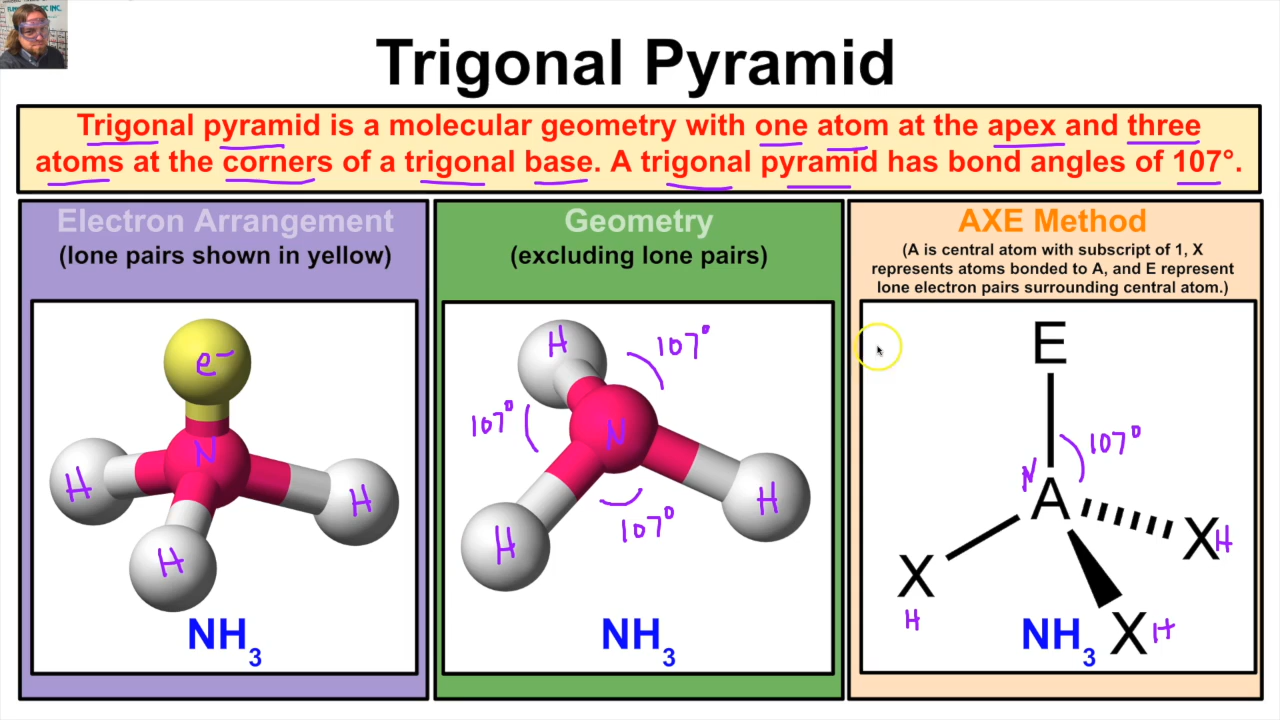 Trigonal Pyramid
Trigonal pyramid is a molecular geometry with one atom at the apex and three
atoms at the corners of a trigonal base. A trigonal pyramid has bond angles of 107°.
Electron Arrangement
(lone pairs shown in yellow)
e⁻
N
H
H
H
NH₃
Geometry
(excluding lone pairs)
H
107°
107°
N
H
H
107°
NH₃
AXE Method
(A is central atom with subscript of 1, X
represents atoms bonded to A, and E represent
lone electron pairs surrounding central atom.)
E
107°
N
A
XH
X
H
NH₃
XH